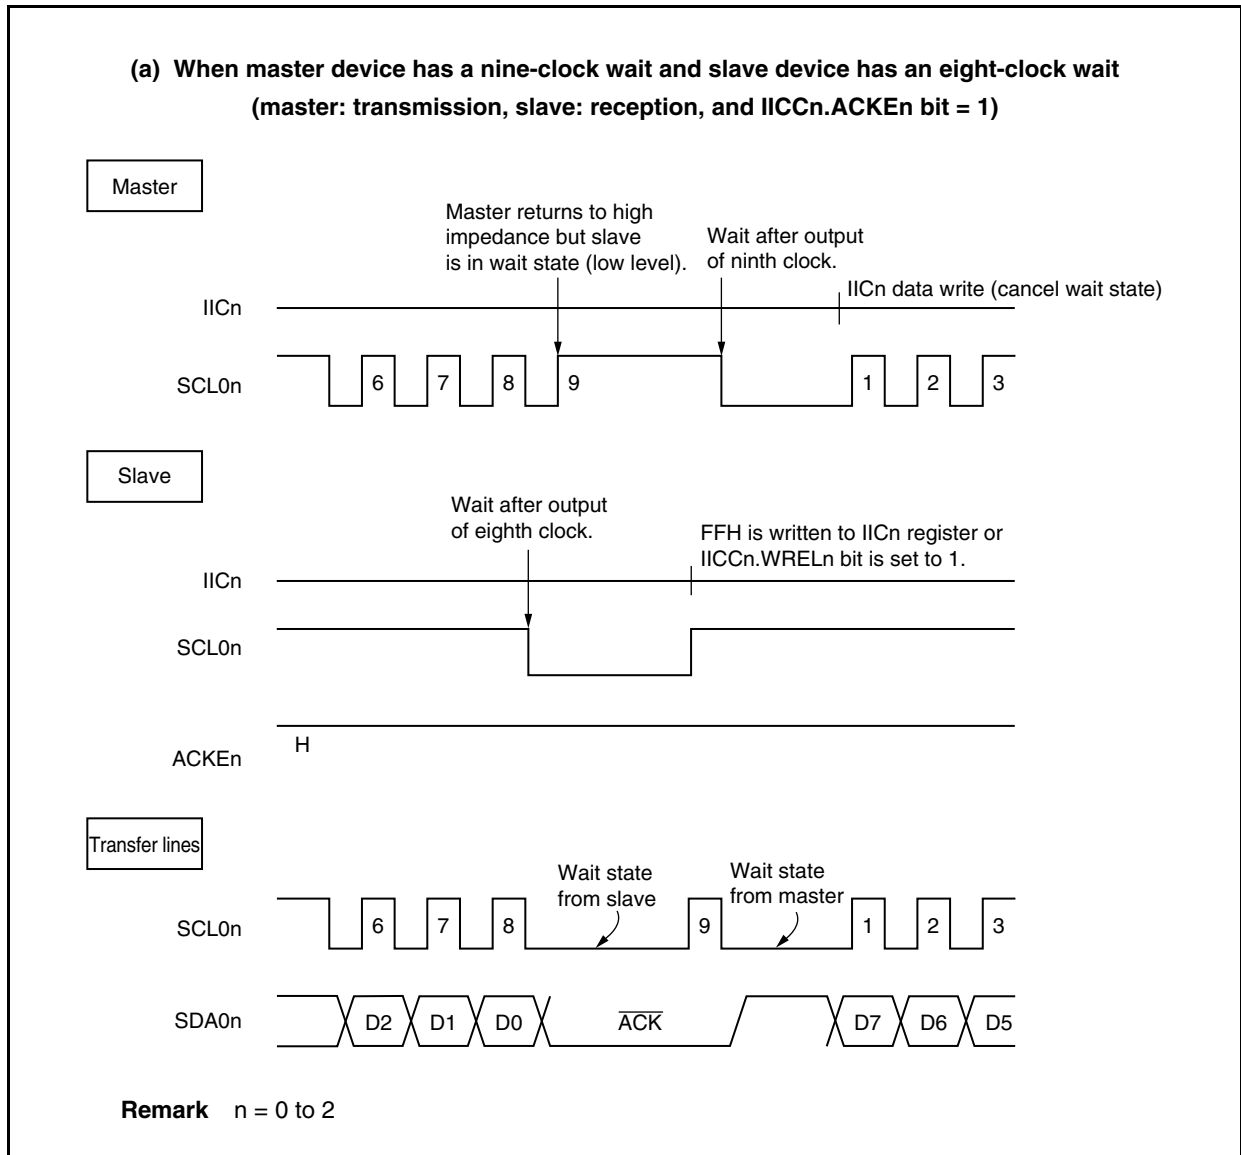 (a) When master device has a nine-clock wait and slave device has an eight-clock wait
(master: transmission, slave: reception, and IICCn.ACKEn bit = 1)
Master
Master returns to high
impedance but slave
is in wait state (low level).
Wait after output
of ninth clock.
IICn data write (cancel wait state)
IICn
SCL0n
6 7 8 9 1 2 3
Slave
Wait after output
of eighth clock.
FFH is written to IICn register or
IICCn.WRELn bit is set to 1.
IICn
SCL0n
H
ACKEn
Transfer lines
Wait state
from slave
Wait state
from master
SCL0n
6 7 8 9 1 2 3
SDA0n
D2 D1 D0 ACK D7 D6 D5
Remark n = 0 to 2